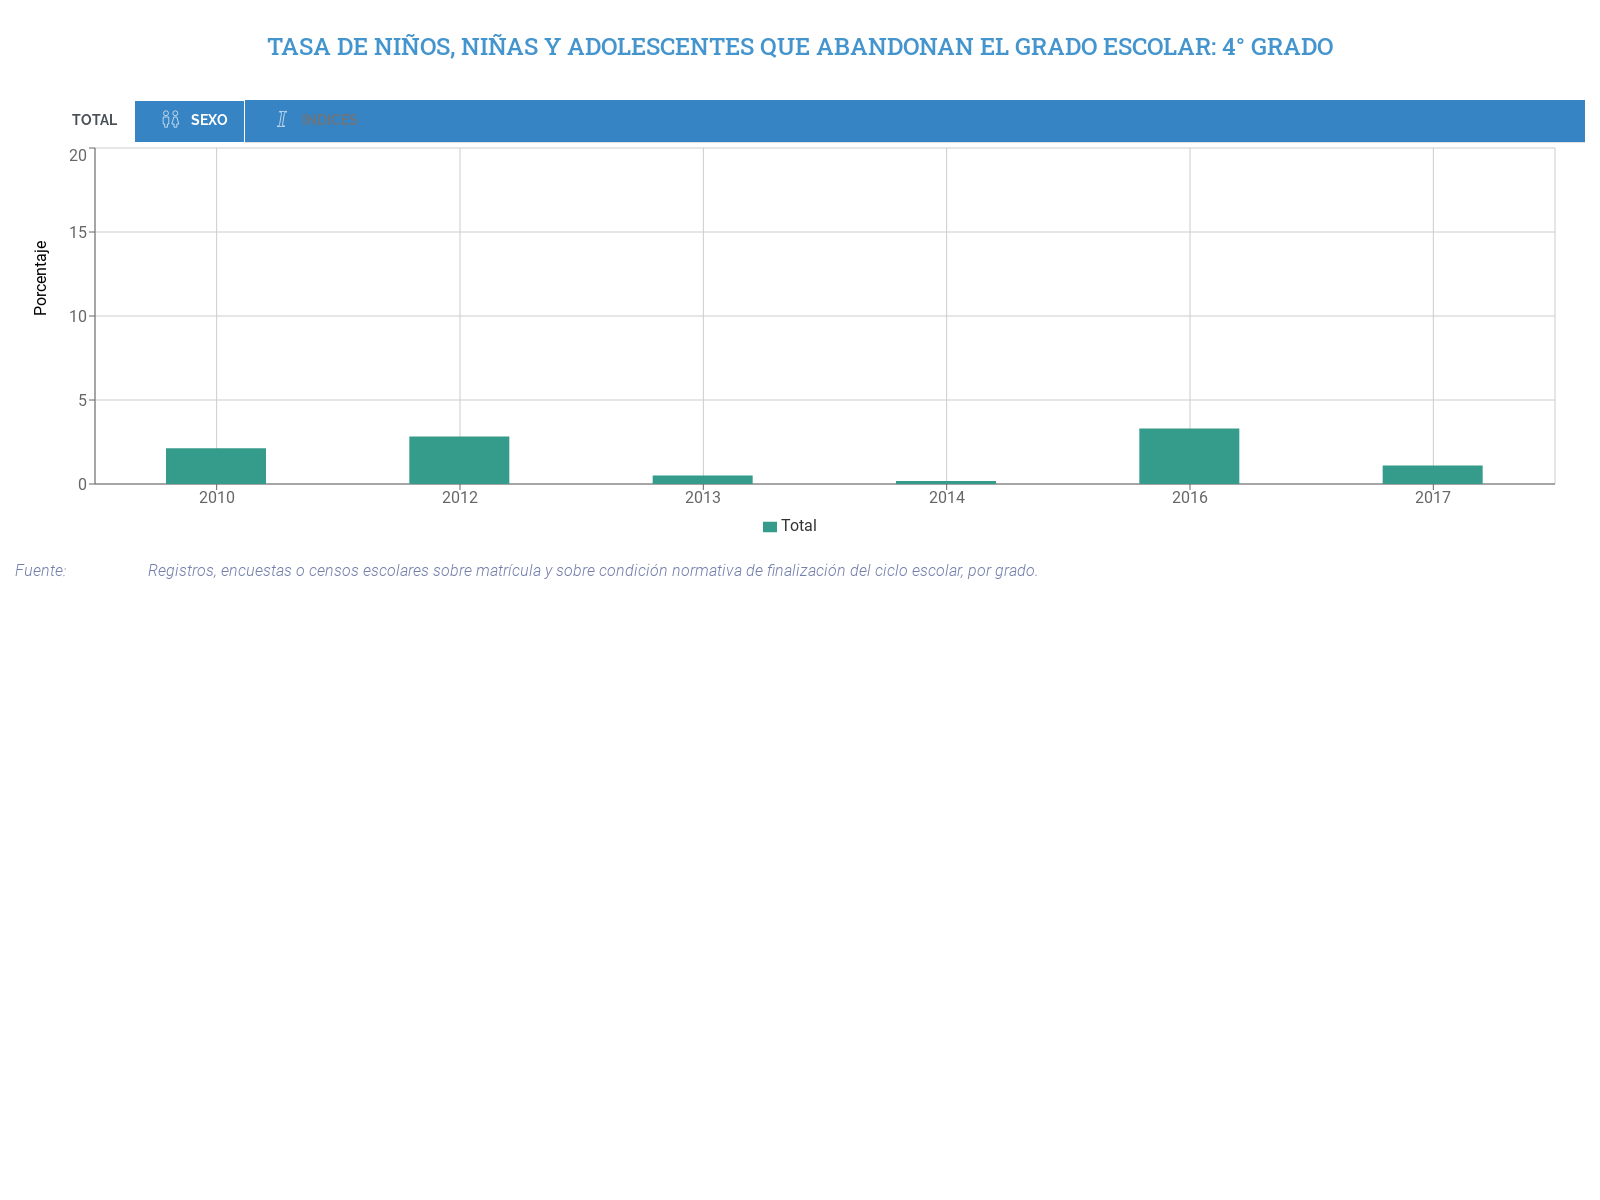 TASA DE NIÑOS, NIÑAS Y ADOLESCENTES QUE ABANDONAN EL GRADO ESCOLAR: 4° GRADO
TOTAL SEXO INDICES
20
15
10
5
0
Porcentaje
2010 2012 2013 2014 2016 2017
Total
Fuente: Registros, encuestas o censos escolares sobre matrícula y sobre condición normativa de finalización del ciclo escolar, por grado.